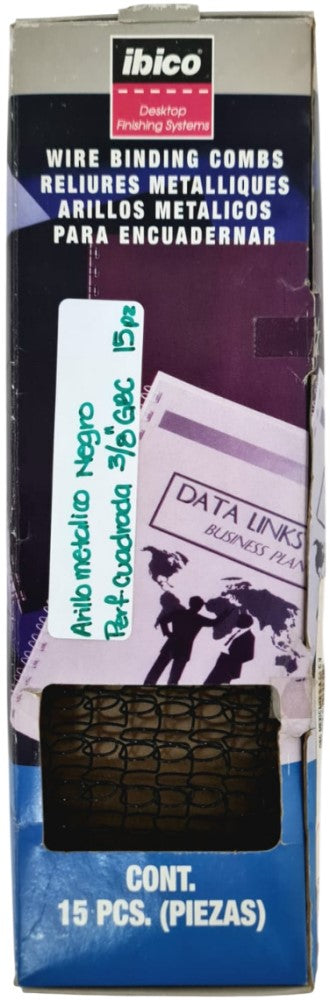 ibico
Desktop
Finishing Systems
WIRE BINDING COMBS
RELIURES METALLIQUES
ARILLOS METALICOS
PARA ENCUADERNAR
Arillo metalico Negro
Perf cuadrada 3/8" GBC 15pz
DATA LINKS
BUSINESS PLAN
CONT.
15 PCS. (PIEZAS)